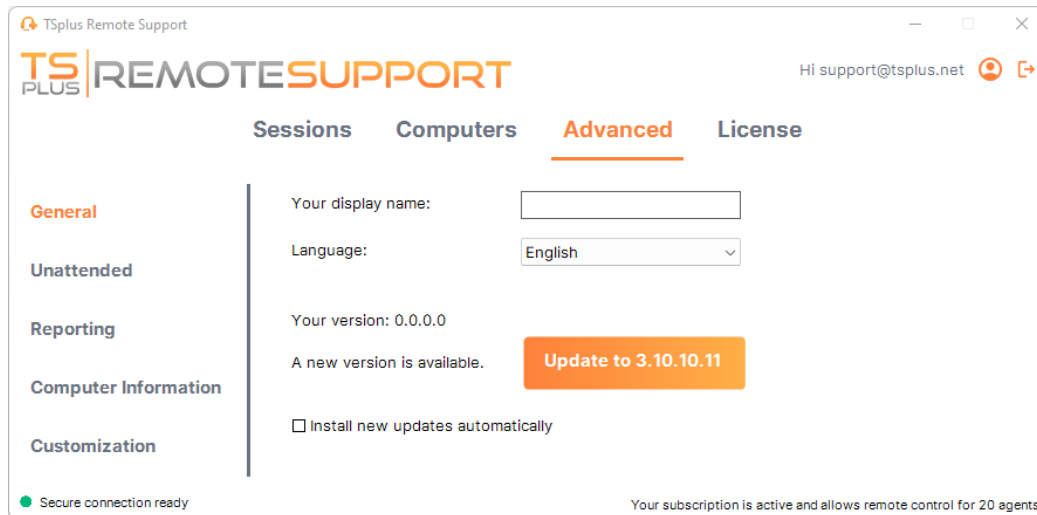 TSplus Remote Support
TS PLUS REMOTESUPPORT
Hi support@tsplus.net
Sessions Computers Advanced License
General
Unattended
Reporting
Computer Information
Customization
Your display name:
Language: English
Your version: 0.0.0.0
A new version is available. Update to 3.10.10.11
Install new updates automatically
Secure connection ready
Your subscription is active and allows remote control for 20 agents